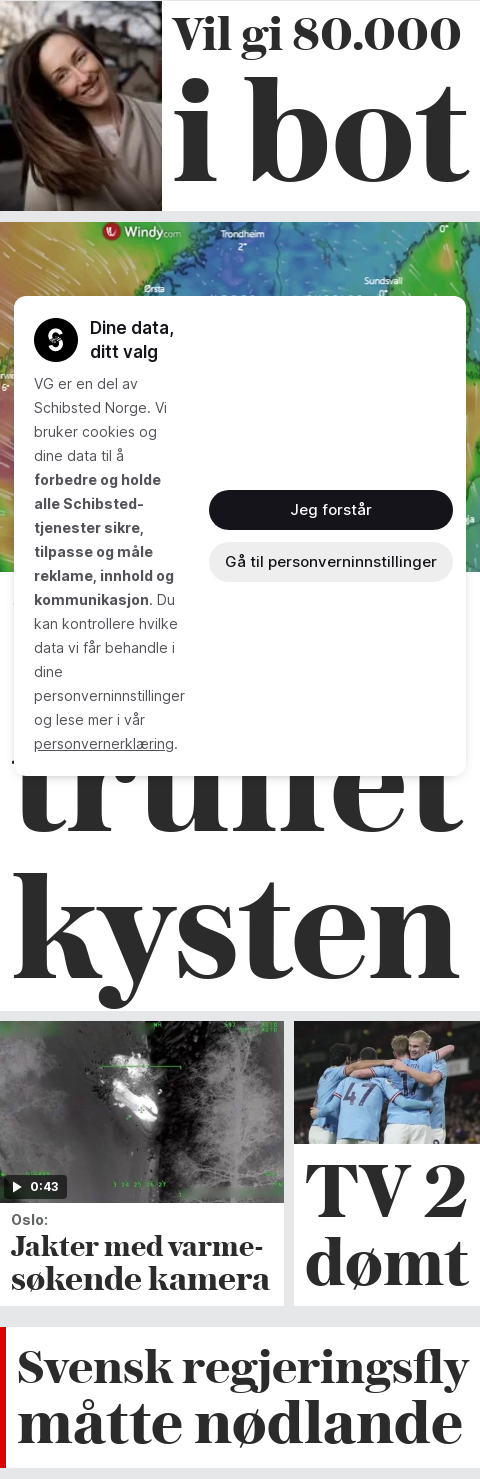 Vil gi 80.000
i bot
Windy.com
Trondheim
2°
0°
Ørsta
Sundsvall
0°
6°
Dine data,
ditt valg
VG er en del av
Schibsted Norge. Vi
bruker cookies og
dine data til å
forbedre og holde
alle Schibsted-
tjenester sikre,
tilpasse og måle
reklame, innhold og
kommunikasjon. Du
kan kontrollere hvilke
data vi får behandle i
dine
personverninnstillinger
og lese mer i vår
personvernerklæring.
Jeg forstår
Gå til personverninnstillinger
kysten
47
0:43
Oslo:
Jakter med varme-
søkende kamera
TV 2
dømt
Svensk regjeringsfly
måtte nødlande